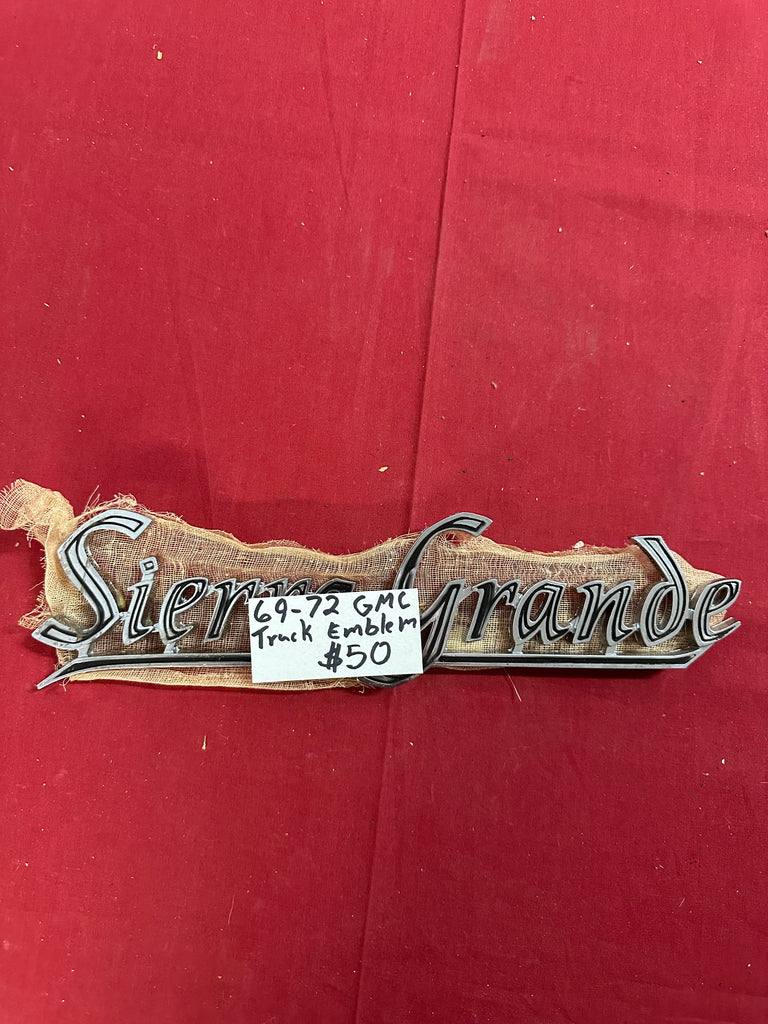 Sierra Grande
69-72 GMC
Truck Emblem
$50